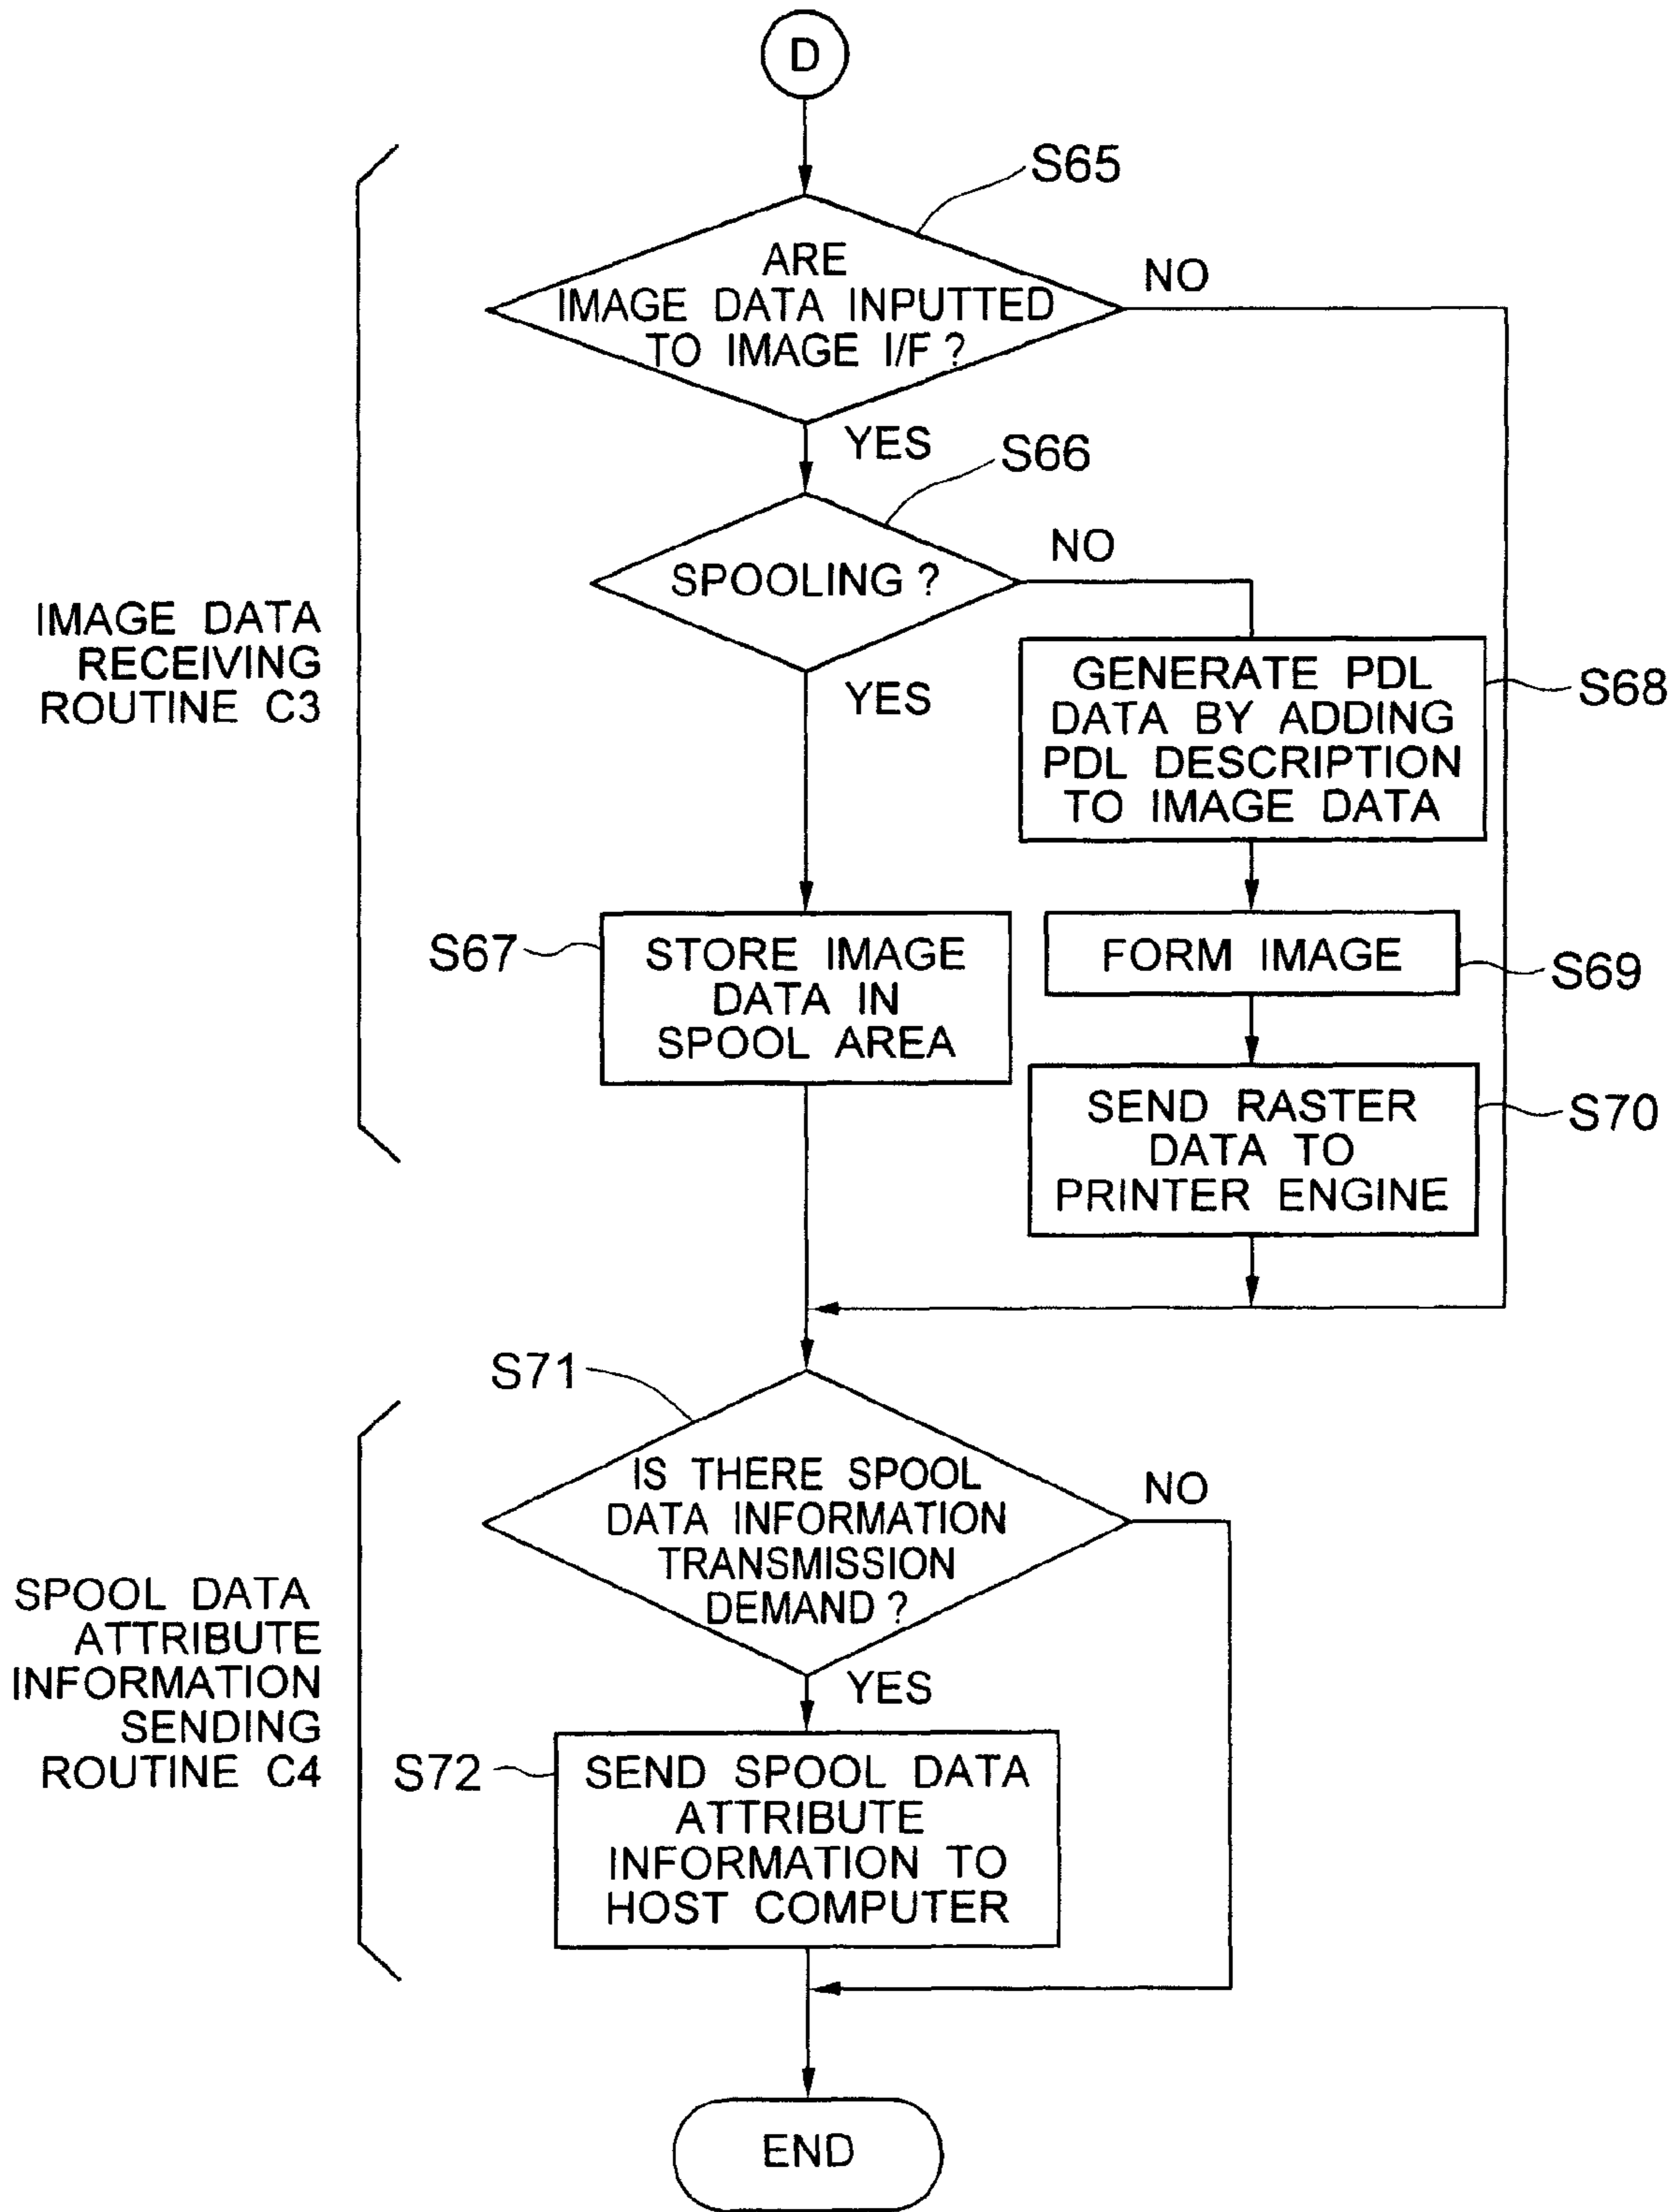 D
S65
ARE
IMAGE DATA INPUTTED
TO IMAGE I/F ?
NO
YES
S66
SPOOLING ?
NO
YES
IMAGE DATA
RECEIVING
ROUTINE C3
GENERATE PDL
DATA BY ADDING
PDL DESCRIPTION
TO IMAGE DATA
S68
S67
STORE IMAGE
DATA IN
SPOOL AREA
FORM IMAGE
S69
SEND RASTER
DATA TO
PRINTER ENGINE
S70
S71
IS THERE SPOOL
DATA INFORMATION
TRANSMISSION
DEMAND ?
NO
YES
SPOOL DATA
ATTRIBUTE
INFORMATION
SENDING
ROUTINE C4
S72
SEND SPOOL DATA
ATTRIBUTE
INFORMATION TO
HOST COMPUTER
END